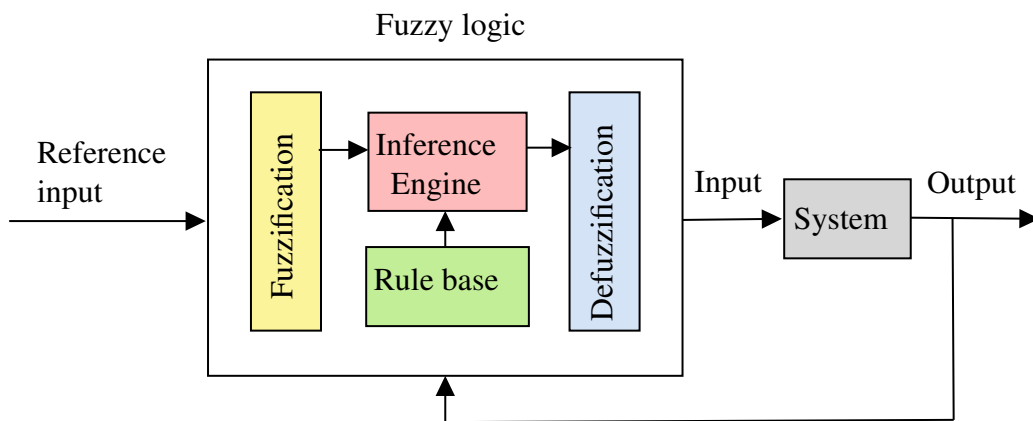 Fuzzy logic
Reference
input
Fuzzification
Inference
Engine
Rule base
Defuzzification
Input
System
Output